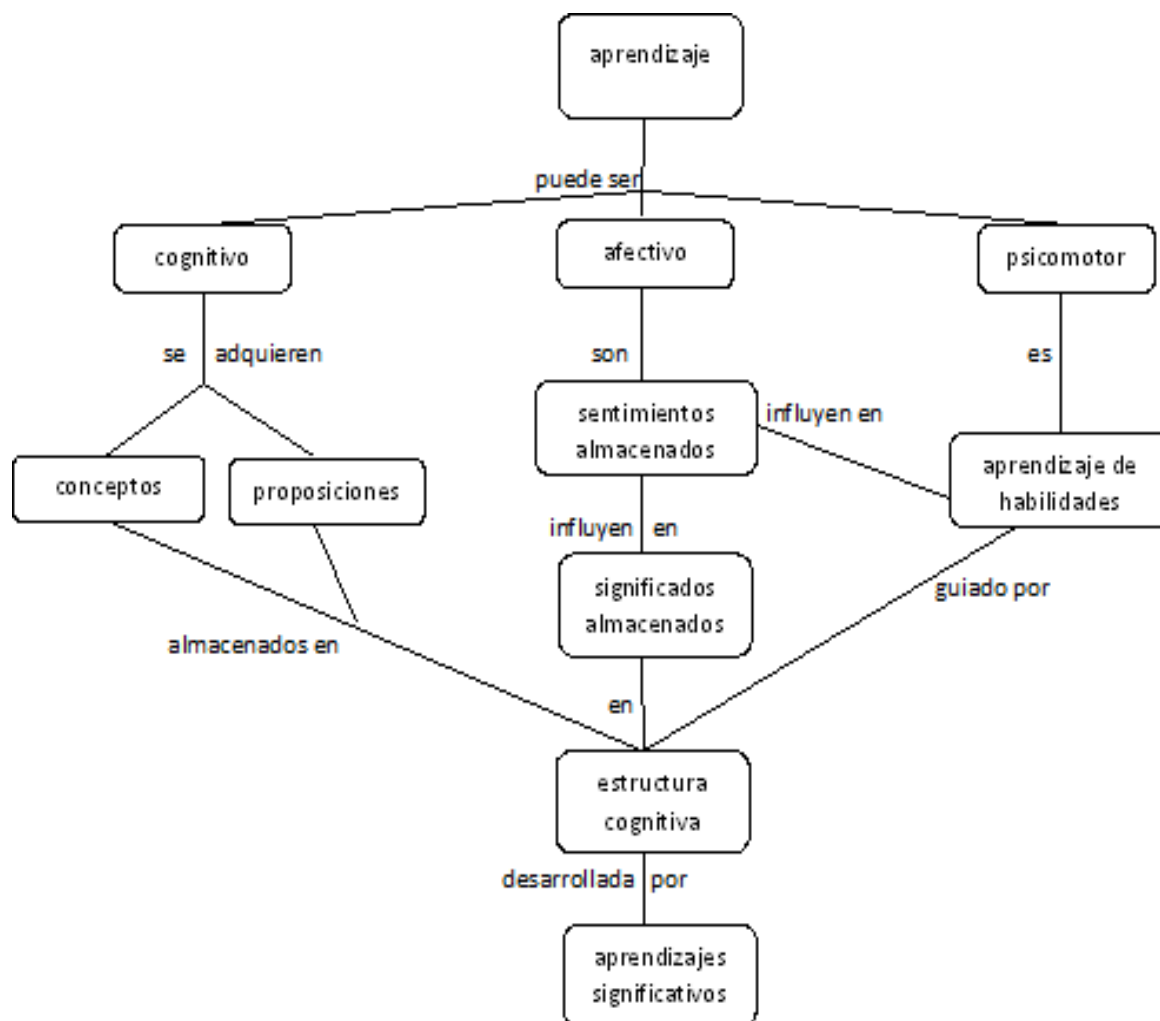 aprendizaje
puede ser
cognitivo
afectivo
psicomotor
se adquieren
son
es
sentimientos
almacenados
influyen en
aprendizaje de
habilidades
conceptos
proposiciones
influyen en
significados
almacenados
guiado por
almacenados en
en
estructura
cognitiva
desarrollada por
aprendizajes
significativos